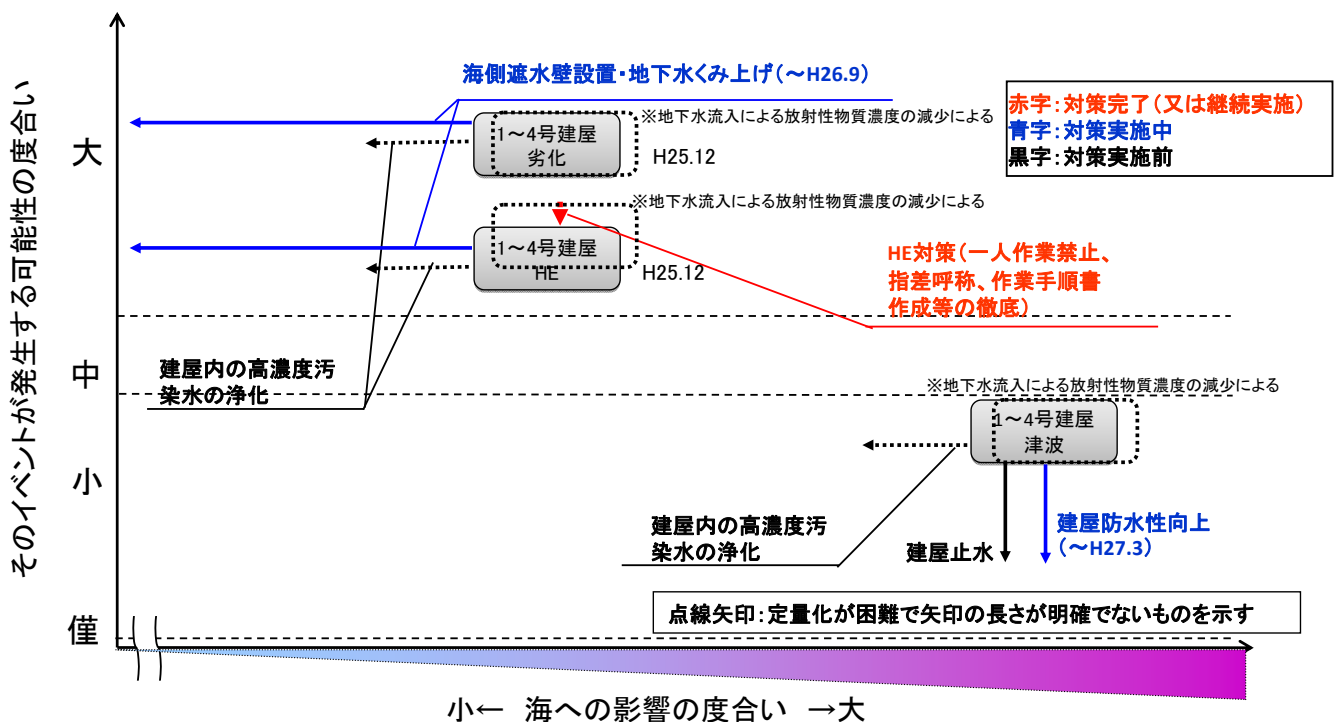 そのイベントが発生する可能性の度合い
大
中
小
僅
海側遮水壁設置・地下水くみ上げ(～H26.9)
※地下水流入による放射性物質濃度の減少による
1～4号建屋
劣化
H25.12
赤字：対策完了(又は継続実施)
青字：対策実施中
黒字：対策実施前
※地下水流入による放射性物質濃度の減少による
1～4号建屋
HE
H25.12
HE対策(一人作業禁止、
指差呼称、作業手順書
作成等の徹底)
建屋内の高濃度汚
染水の浄化
※地下水流入による放射性物質濃度の減少による
1～4号建屋
津波
建屋内の高濃度汚
染水の浄化
建屋止水
建屋防水性向上
(～H27.3)
点線矢印：定量化が困難で矢印の長さが明確でないものを示す
小← 海への影響の度合い →大